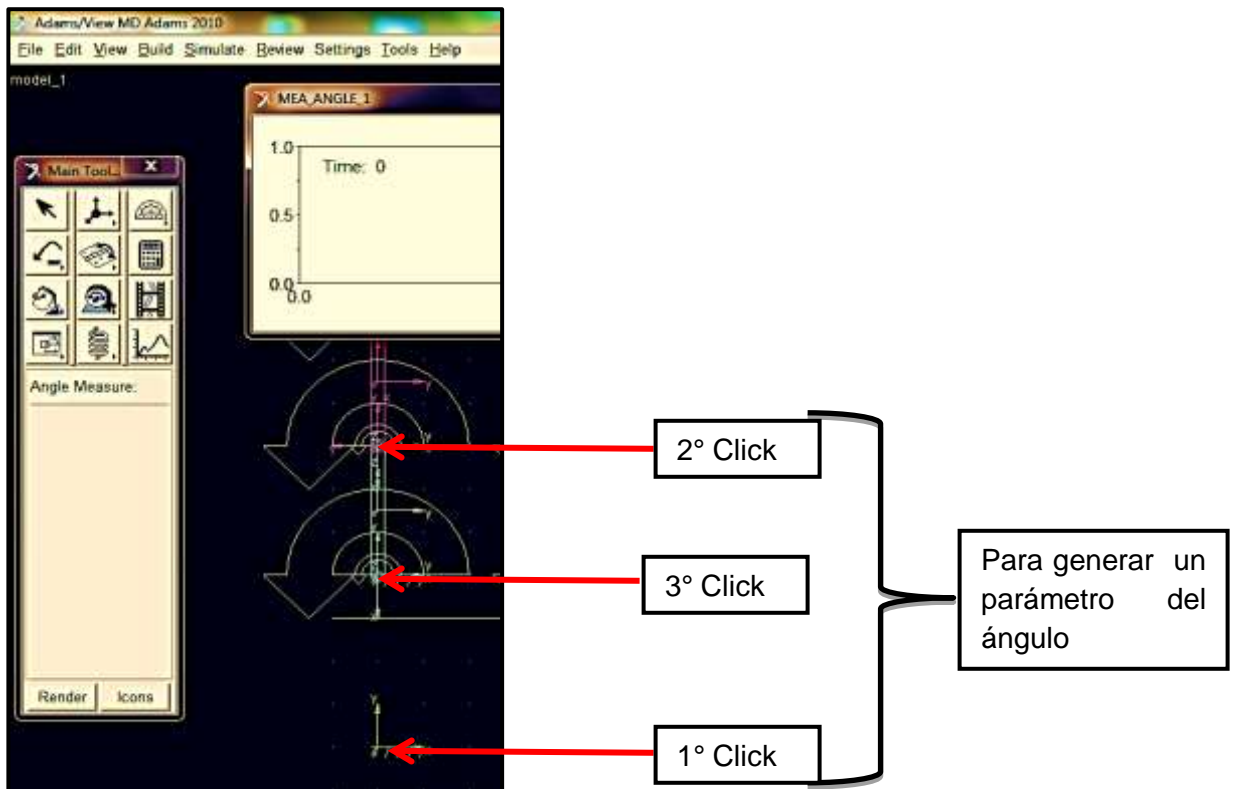 Adams/View MD Adams 2010
File Edit View Build Simulate Review Settings Tools Help
model_1
MEA_ANGLE_1
1.0
Time: 0
0.5
0.0
0.0
Main Tool...
Angle Measure:
Render Icons
y
y
Y
2° Click
3° Click
1° Click
Para generar un
parámetro del
ángulo